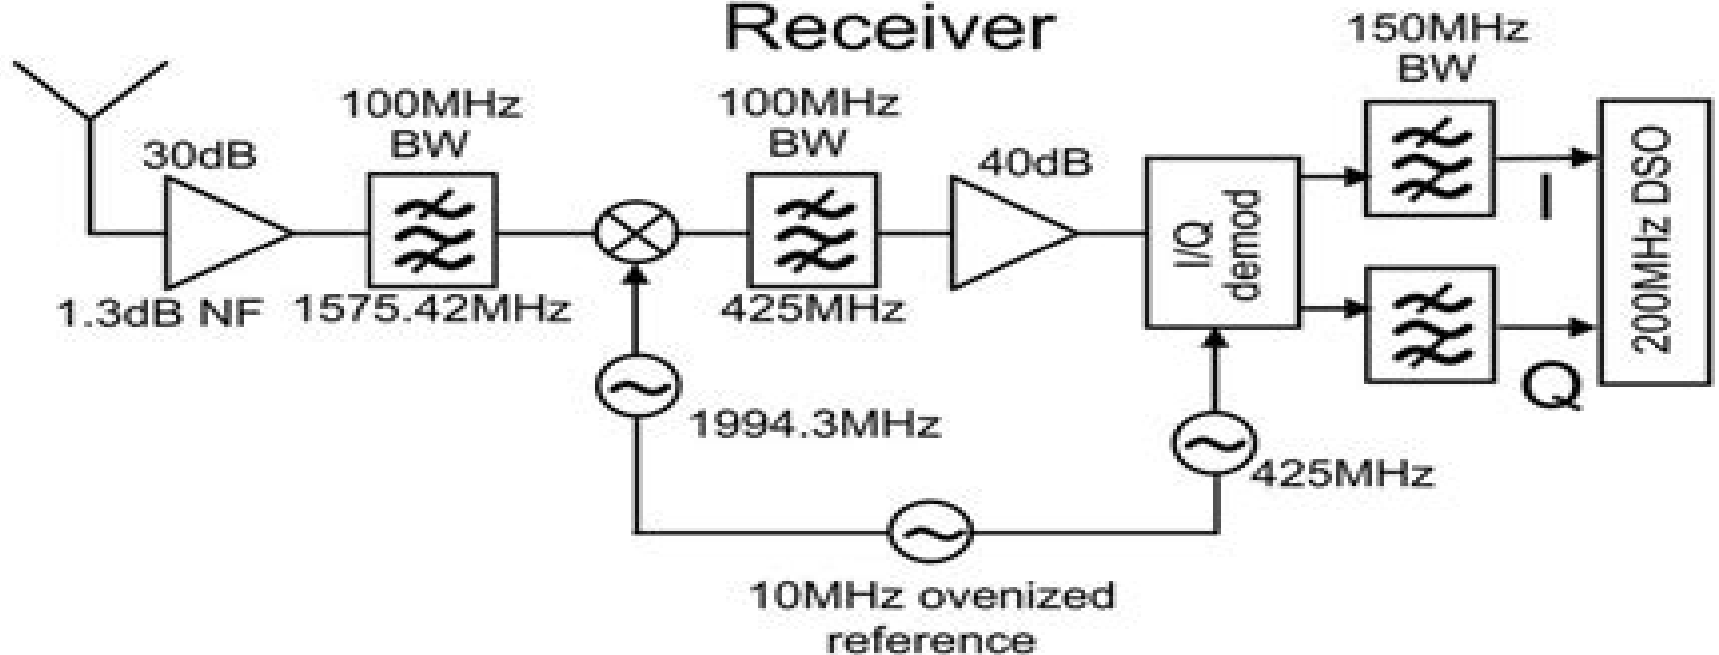 Receiver
150MHz
BW
100MHz
BW
100MHz
BW
30dB
40dB
1.3dB NF
1575.42MHz
425MHz
I/Q
demod
I
Q
200MHz DSO
1994.3MHz
425MHz
10MHz ovenized
reference